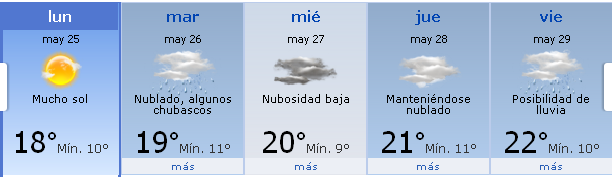 lun
may 25
Mucho sol
18° Mín. 10°
mar
may 26
Nublado, algunos
chubascos
19° Mín. 11°
más
mié
may 27
Nubosidad baja
20° Mín. 9°
más
jue
may 28
Manteniéndose
nublado
21° Mín. 11°
más
vie
may 29
Posibilidad de
lluvia
22° Mín. 10°
más